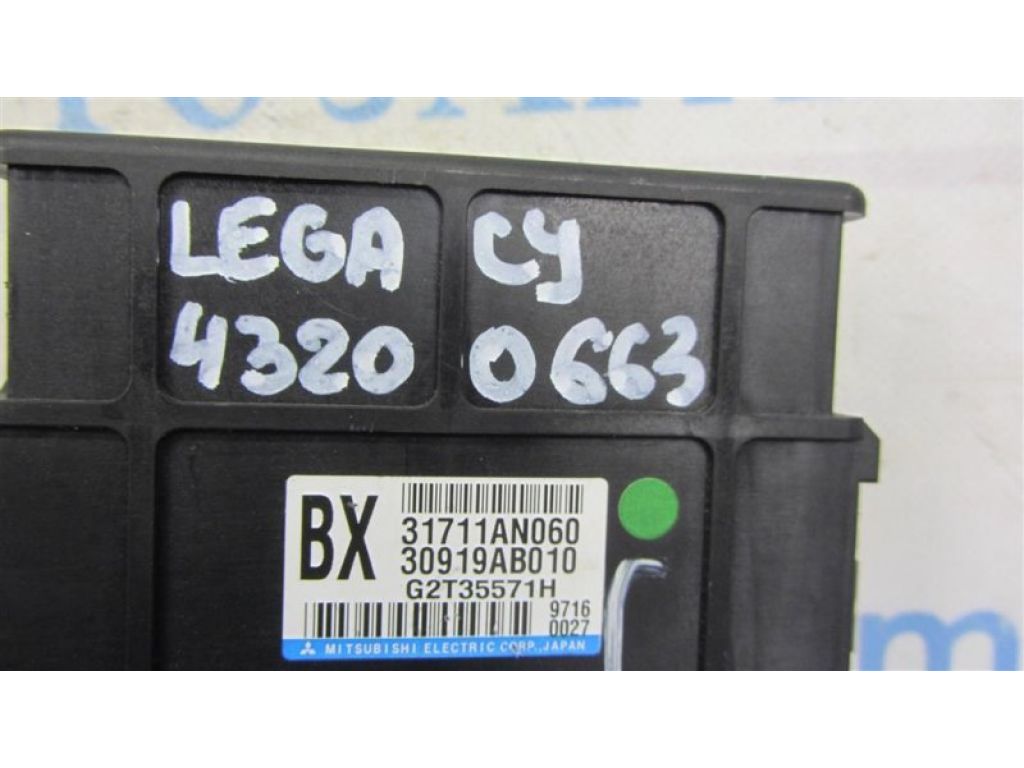 LEGA CY
4320 0663
BX
31711AN060
30919AB010
G2T35571H
9716
0027
MITSUBISHI ELECTRIC CORP., JAPAN